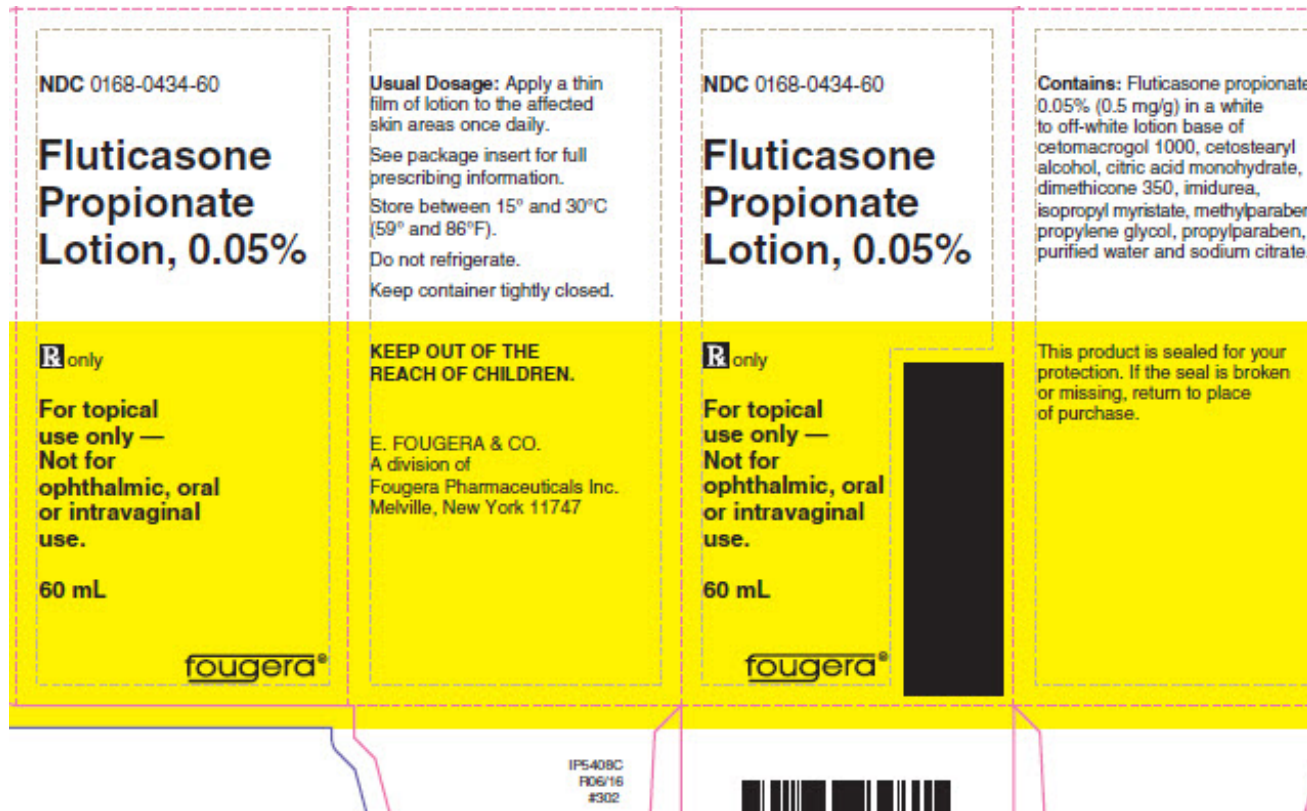 NDC 0168-0434-60
Fluticasone
Propionate
Lotion, 0.05%
Rx only
For topical
use only —
Not for
ophthalmic, oral
or intravaginal
use.
60 mL
fougera®
Usual Dosage: Apply a thin
film of lotion to the affected
skin areas once daily.
See package insert for full
prescribing information.
Store between 15° and 30°C
(59° and 86°F).
Do not refrigerate.
Keep container tightly closed.
KEEP OUT OF THE
REACH OF CHILDREN.
E. FOUGERA & CO.
A division of
Fougera Pharmaceuticals Inc.
Melville, New York 11747
IP5408C
R06/16
#302
NDC 0168-0434-60
Fluticasone
Propionate
Lotion, 0.05%
Rx only
For topical
use only —
Not for
ophthalmic, oral
or intravaginal
use.
60 mL
fougera®
Contains: Fluticasone propionate
0.05% (0.5 mg/g) in a white
to off-white lotion base of
cetomacrogol 1000, cetostearyl
alcohol, citric acid monohydrate,
dimethicone 350, imidurea,
isopropyl myristate, methylparaben
propylene glycol, propylparaben,
purified water and sodium citrate.
This product is sealed for your
protection. If the seal is broken
or missing, return to place
of purchase.